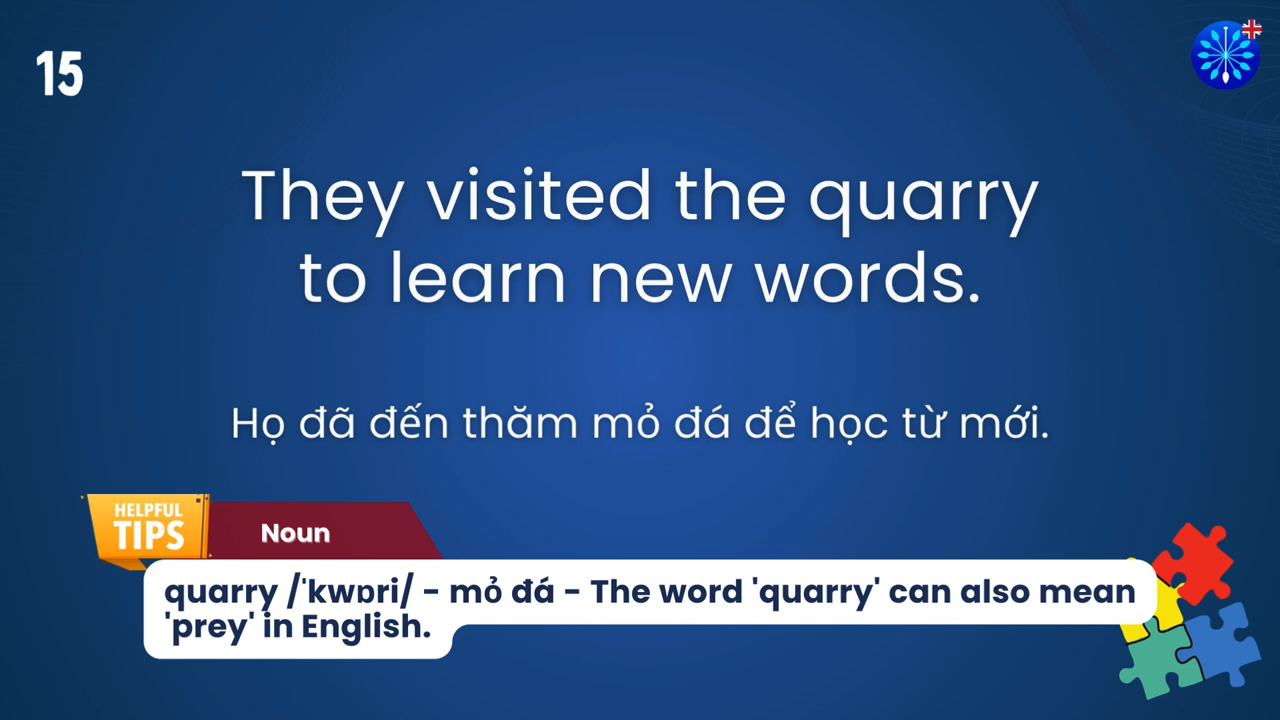 15
They visited the quarry
to learn new words.
Họ đã đến thăm mỏ đá để học từ mới.
HELPFUL
TIPS
Noun
quarry /ˈkwɒri/ - mỏ đá - The word 'quarry' can also mean
'prey' in English.